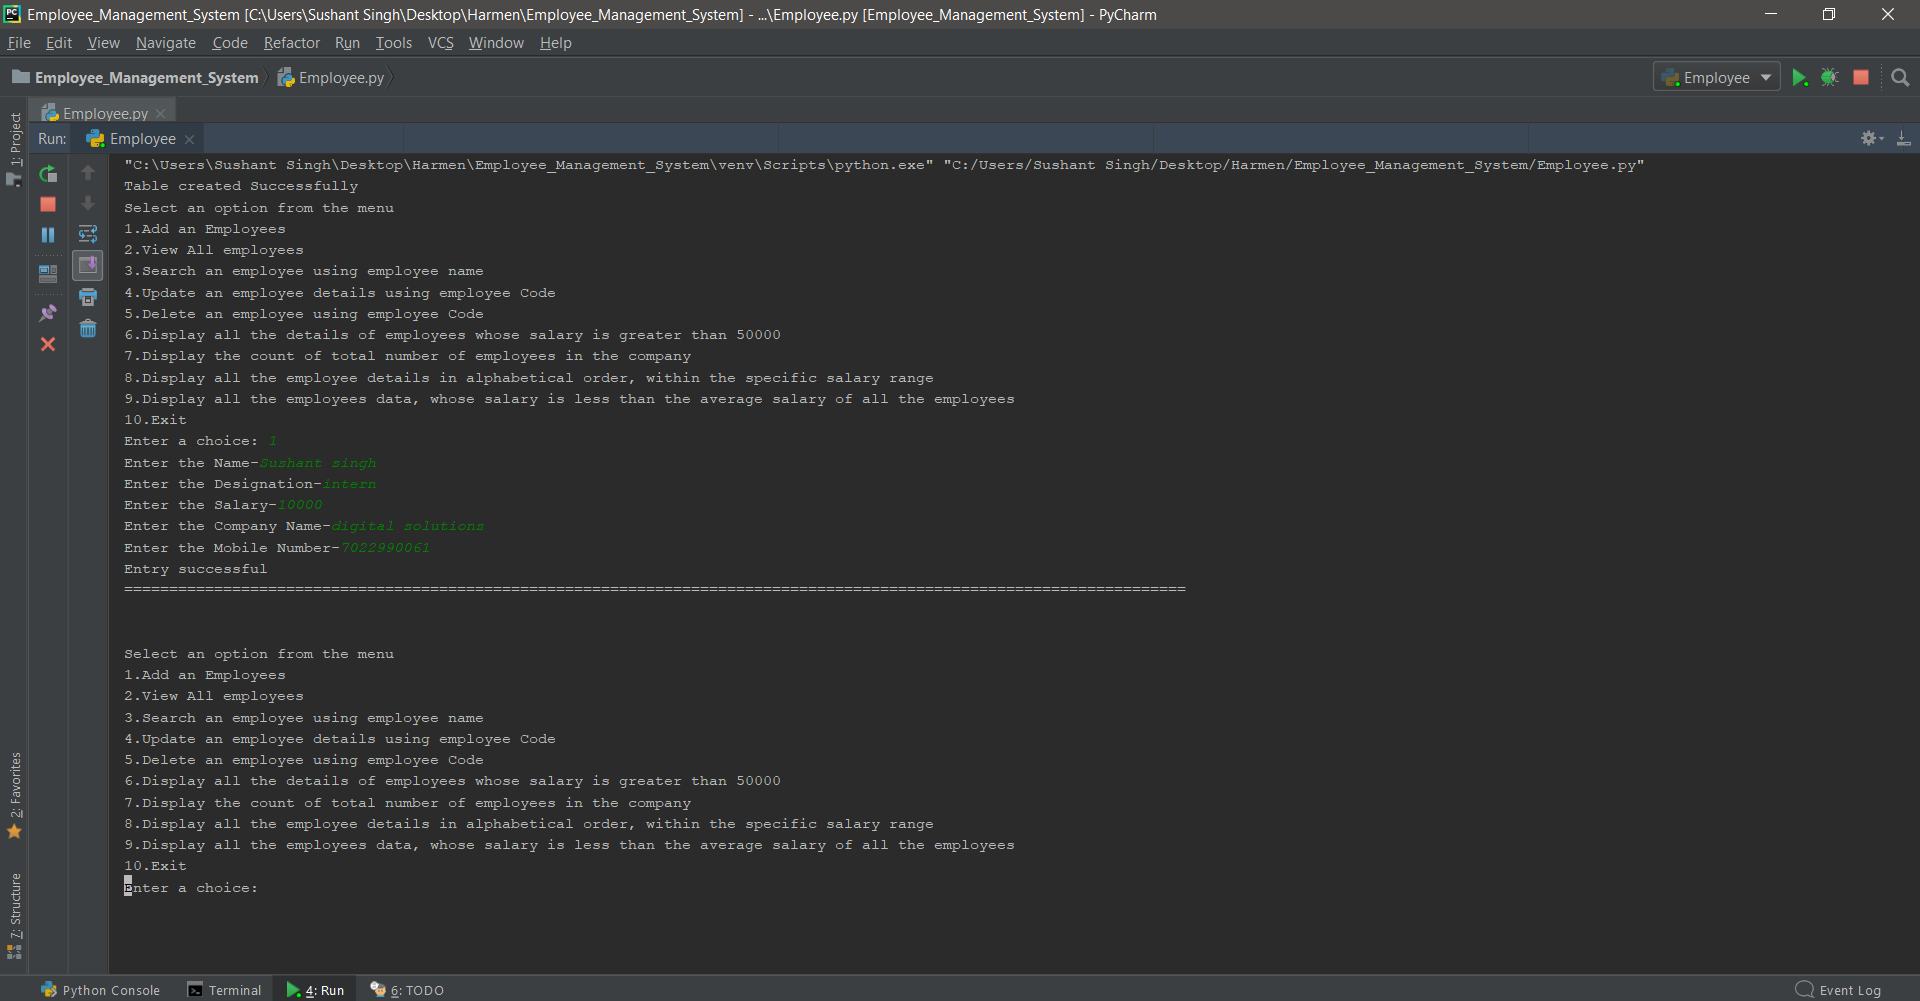 Employee_Management_System [C:\Users\Sushant Singh\Desktop\Harmen\Employee_Management_System] - ...\Employee.py [Employee_Management_System] - PyCharm
File Edit View Navigate Code Refactor Run Tools VCS Window Help
Employee_Management_System Employee.py Employee
Employee.py
Run: Employee
1: Project
"C:\Users\Sushant Singh\Desktop\Harmen\Employee_Management_System\venv\Scripts\python.exe" "C:/Users/Sushant Singh/Desktop/Harmen/Employee_Management_System/Employee.py"
Table created Successfully
Select an option from the menu
1.Add an Employees
2.View All employees
3.Search an employee using employee name
4.Update an employee details using employee Code
5.Delete an employee using employee Code
6.Display all the details of employees whose salary is greater than 50000
7.Display the count of total number of employees in the company
8.Display all the employee details in alphabetical order, within the specific salary range
9.Display all the employees data, whose salary is less than the average salary of all the employees
10.Exit
Enter a choice: 1
Enter the Name-Sushant singh
Enter the Designation-intern
Enter the Salary-10000
Enter the Company Name-digital solutions
Enter the Mobile Number-7022990061
Entry successful
======================================================================================================================
Select an option from the menu
1.Add an Employees
2.View All employees
3.Search an employee using employee name
4.Update an employee details using employee Code
5.Delete an employee using employee Code
6.Display all the details of employees whose salary is greater than 50000
7.Display the count of total number of employees in the company
8.Display all the employee details in alphabetical order, within the specific salary range
9.Display all the employees data, whose salary is less than the average salary of all the employees
10.Exit
Enter a choice:
2: Favorites
7: Structure
Python Console Terminal 4: Run 6: TODO Event Log